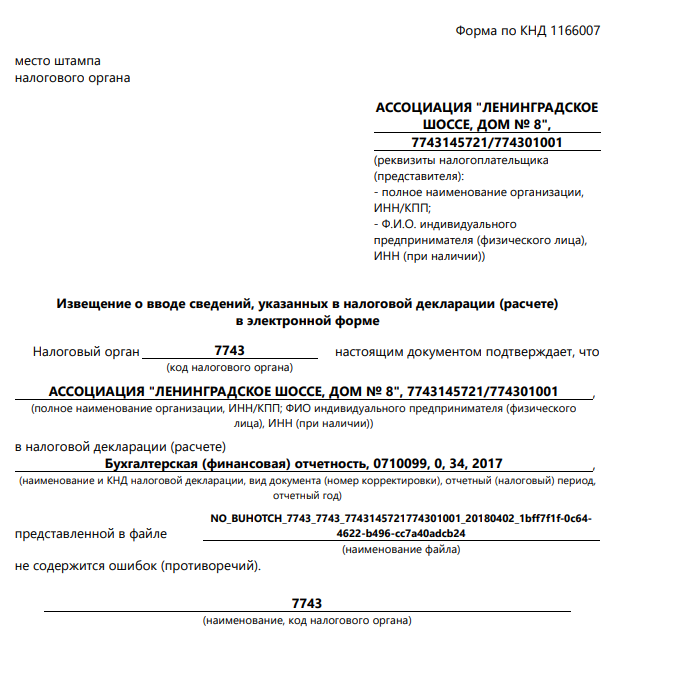 Форма по КНД 1166007
место штампа
налогового органа
АССОЦИАЦИЯ "ЛЕНИНГРАДСКОЕ
ШОССЕ, ДОМ № 8",
7743145721/774301001
(реквизиты налогоплательщика
(представителя):
- полное наименование организации,
ИНН/КПП;
- Ф.И.О. индивидуального
предпринимателя (физического лица),
ИНН (при наличии))
Извещение о вводе сведений, указанных в налоговой декларации (расчете)
в электронной форме
Налоговый орган 7743 настоящим документом подтверждает, что
(код налогового органа)
АССОЦИАЦИЯ "ЛЕНИНГРАДСКОЕ ШОССЕ, ДОМ № 8", 7743145721/774301001 ,
(полное наименование организации, ИНН/КПП; ФИО индивидуального предпринимателя (физического
лица), ИНН (при наличии))
в налоговой декларации (расчете)
Бухгалтерская (финансовая) отчетность, 0710099, 0, 34, 2017 ,
(наименование и КНД налоговой декларации, вид документа (номер корректировки), отчетный (налоговый) период,
отчетный год)
NO_BUHOTCH_7743_7743_7743145721774301001_20180402_1bff7f1f-0c64-
представленной в файле 4622-b496-cc7a40adcb24
(наименование файла)
не содержится ошибок (противоречий).
7743
(наименование, код налогового органа)